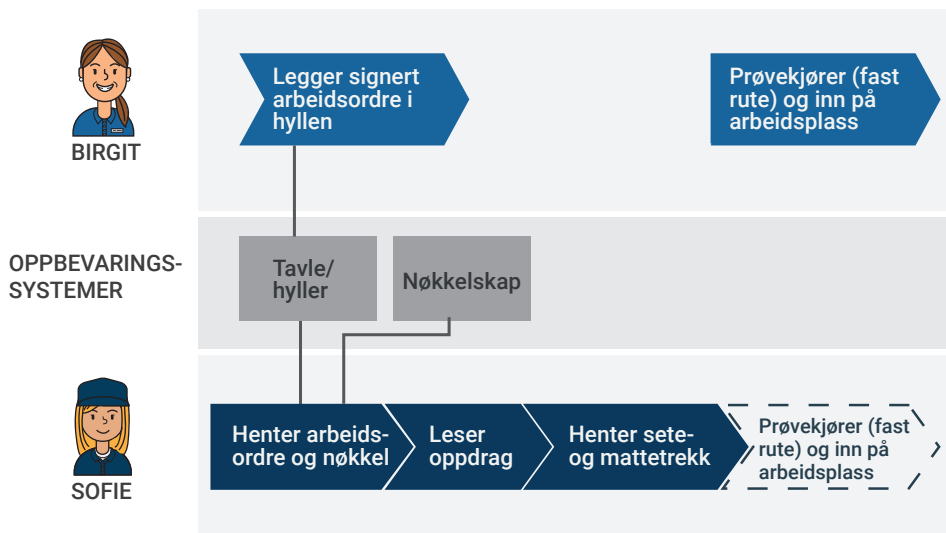 Legger signert
arbeidsordre i
hyllen
Prøvekjører (fast
rute) og inn på
arbeidsplass
BIRGIT
OPPBEVARINGS-
SYSTEMER
Tavle/
hyller
Nøkkelskap
Henter arbeids-
ordre og nøkkel
Leser
oppdrag
Henter sete-
og mattetrekk
Prøvekjører (fast
rute) og inn på
arbeidsplass
SOFIE